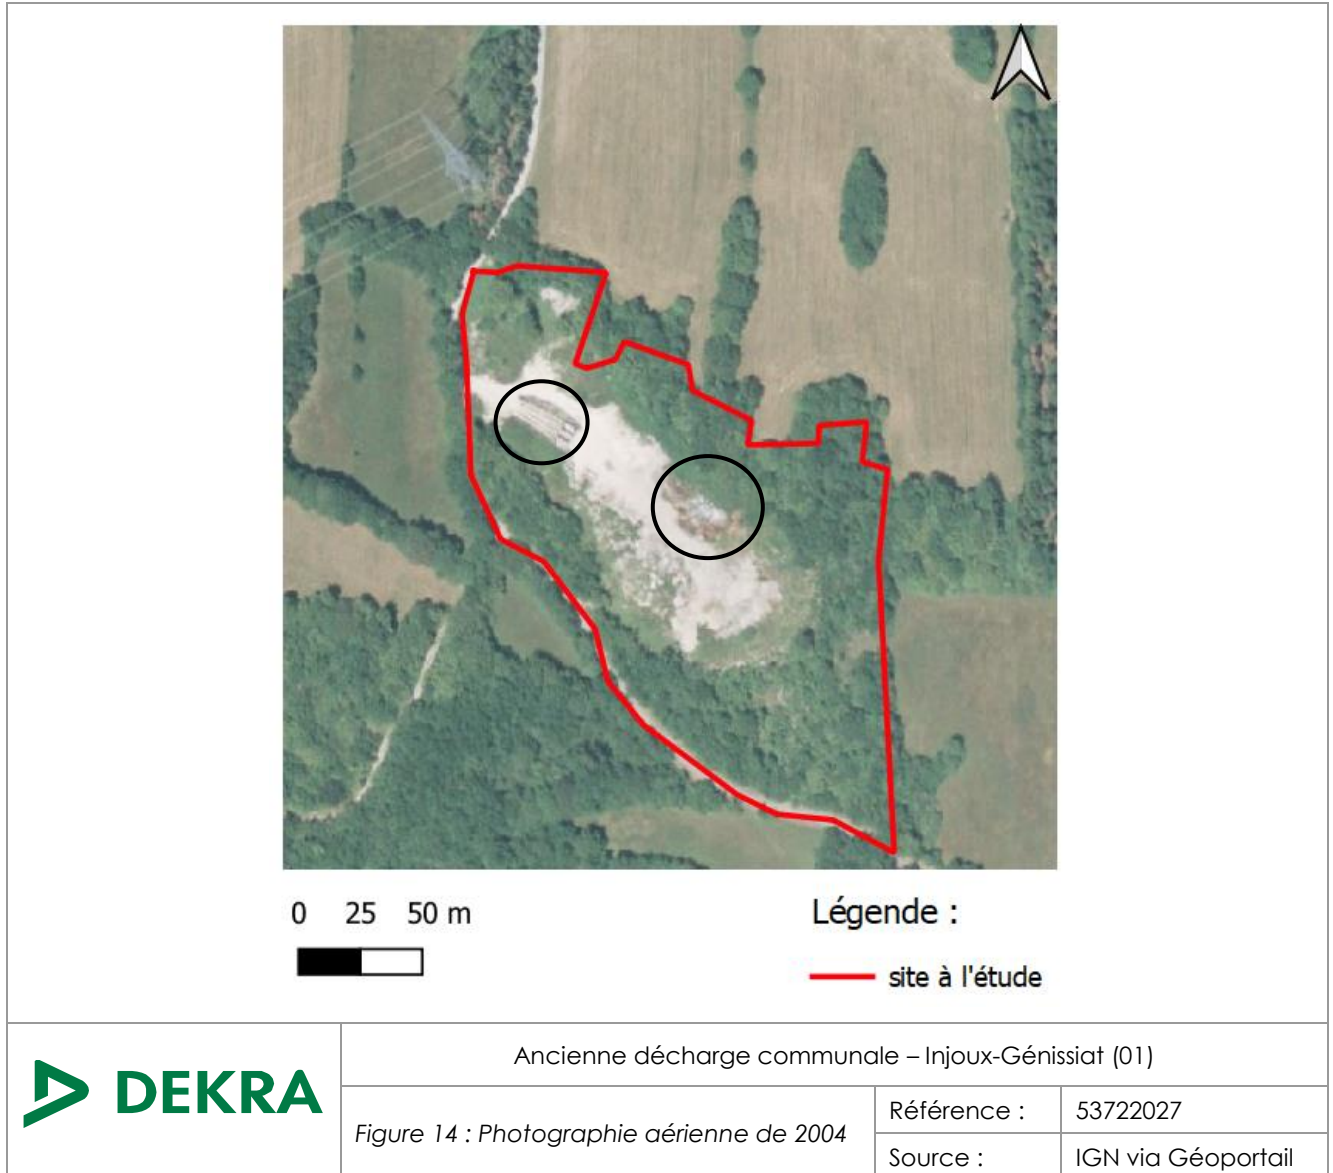 0 25 50 m
Légende :
site à l'étude
DEKRA
Ancienne décharge communale – Injoux-Génissiat (01)
Figure 14 : Photographie aérienne de 2004
Référence :
53722027
Source :
IGN via Géoportail